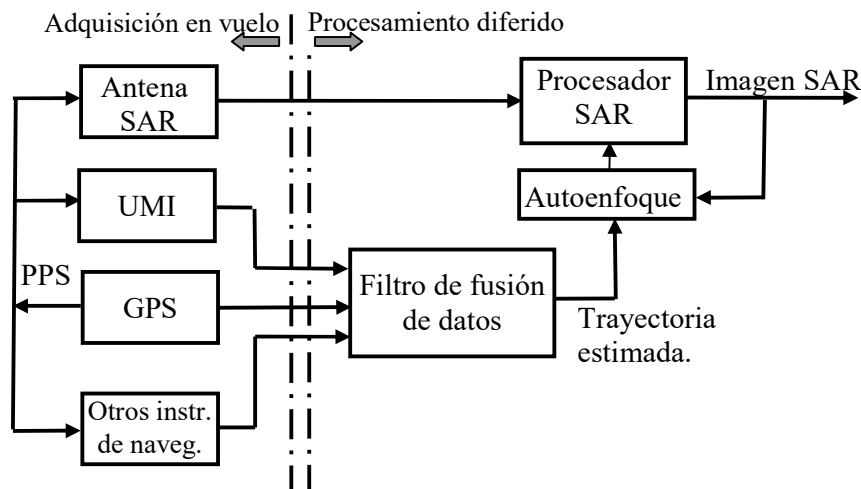 Adquisición en vuelo
Procesamiento diferido
Antena
SAR
Procesador
SAR
Imagen SAR
UMI
Autoenfoque
PPS
GPS
Filtro de fusión
de datos
Trayectoria
estimada.
Otros instr.
de naveg.